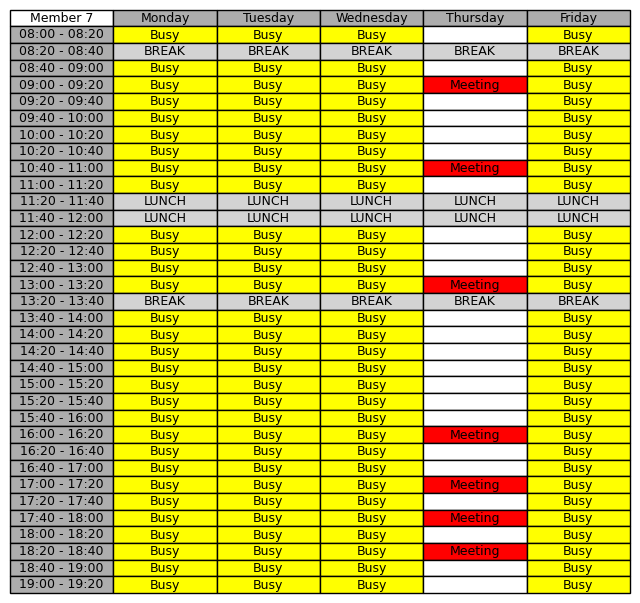 Member 7 Monday Tuesday Wednesday Thursday Friday
08:00 - 08:20 Busy Busy Busy Busy
08:20 - 08:40 BREAK BREAK BREAK BREAK BREAK
08:40 - 09:00 Busy Busy Busy Busy
09:00 - 09:20 Busy Busy Busy Meeting Busy
09:20 - 09:40 Busy Busy Busy Busy
09:40 - 10:00 Busy Busy Busy Busy
10:00 - 10:20 Busy Busy Busy Busy
10:20 - 10:40 Busy Busy Busy Busy
10:40 - 11:00 Busy Busy Busy Meeting Busy
11:00 - 11:20 Busy Busy Busy Busy
11:20 - 11:40 LUNCH LUNCH LUNCH LUNCH LUNCH
11:40 - 12:00 LUNCH LUNCH LUNCH LUNCH LUNCH
12:00 - 12:20 Busy Busy Busy Busy
12:20 - 12:40 Busy Busy Busy Busy
12:40 - 13:00 Busy Busy Busy Busy
13:00 - 13:20 Busy Busy Busy Meeting Busy
13:20 - 13:40 BREAK BREAK BREAK BREAK BREAK
13:40 - 14:00 Busy Busy Busy Busy
14:00 - 14:20 Busy Busy Busy Busy
14:20 - 14:40 Busy Busy Busy Busy
14:40 - 15:00 Busy Busy Busy Busy
15:00 - 15:20 Busy Busy Busy Busy
15:20 - 15:40 Busy Busy Busy Busy
15:40 - 16:00 Busy Busy Busy Busy
16:00 - 16:20 Busy Busy Busy Meeting Busy
16:20 - 16:40 Busy Busy Busy Busy
16:40 - 17:00 Busy Busy Busy Busy
17:00 - 17:20 Busy Busy Busy Meeting Busy
17:20 - 17:40 Busy Busy Busy Busy
17:40 - 18:00 Busy Busy Busy Meeting Busy
18:00 - 18:20 Busy Busy Busy Busy
18:20 - 18:40 Busy Busy Busy Meeting Busy
18:40 - 19:00 Busy Busy Busy Busy
19:00 - 19:20 Busy Busy Busy Busy